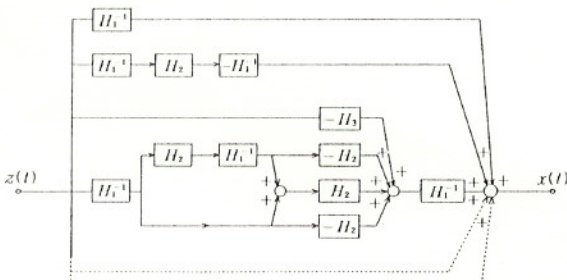 H₁⁻¹
H₁⁻¹ H₂ -H₁⁻¹
-H₃
H₂ H₁⁻¹ -H₂
z(t) H₁⁻¹ H₂ H₁⁻¹ x(t)
-H₂
+ + + + + + + + + + +